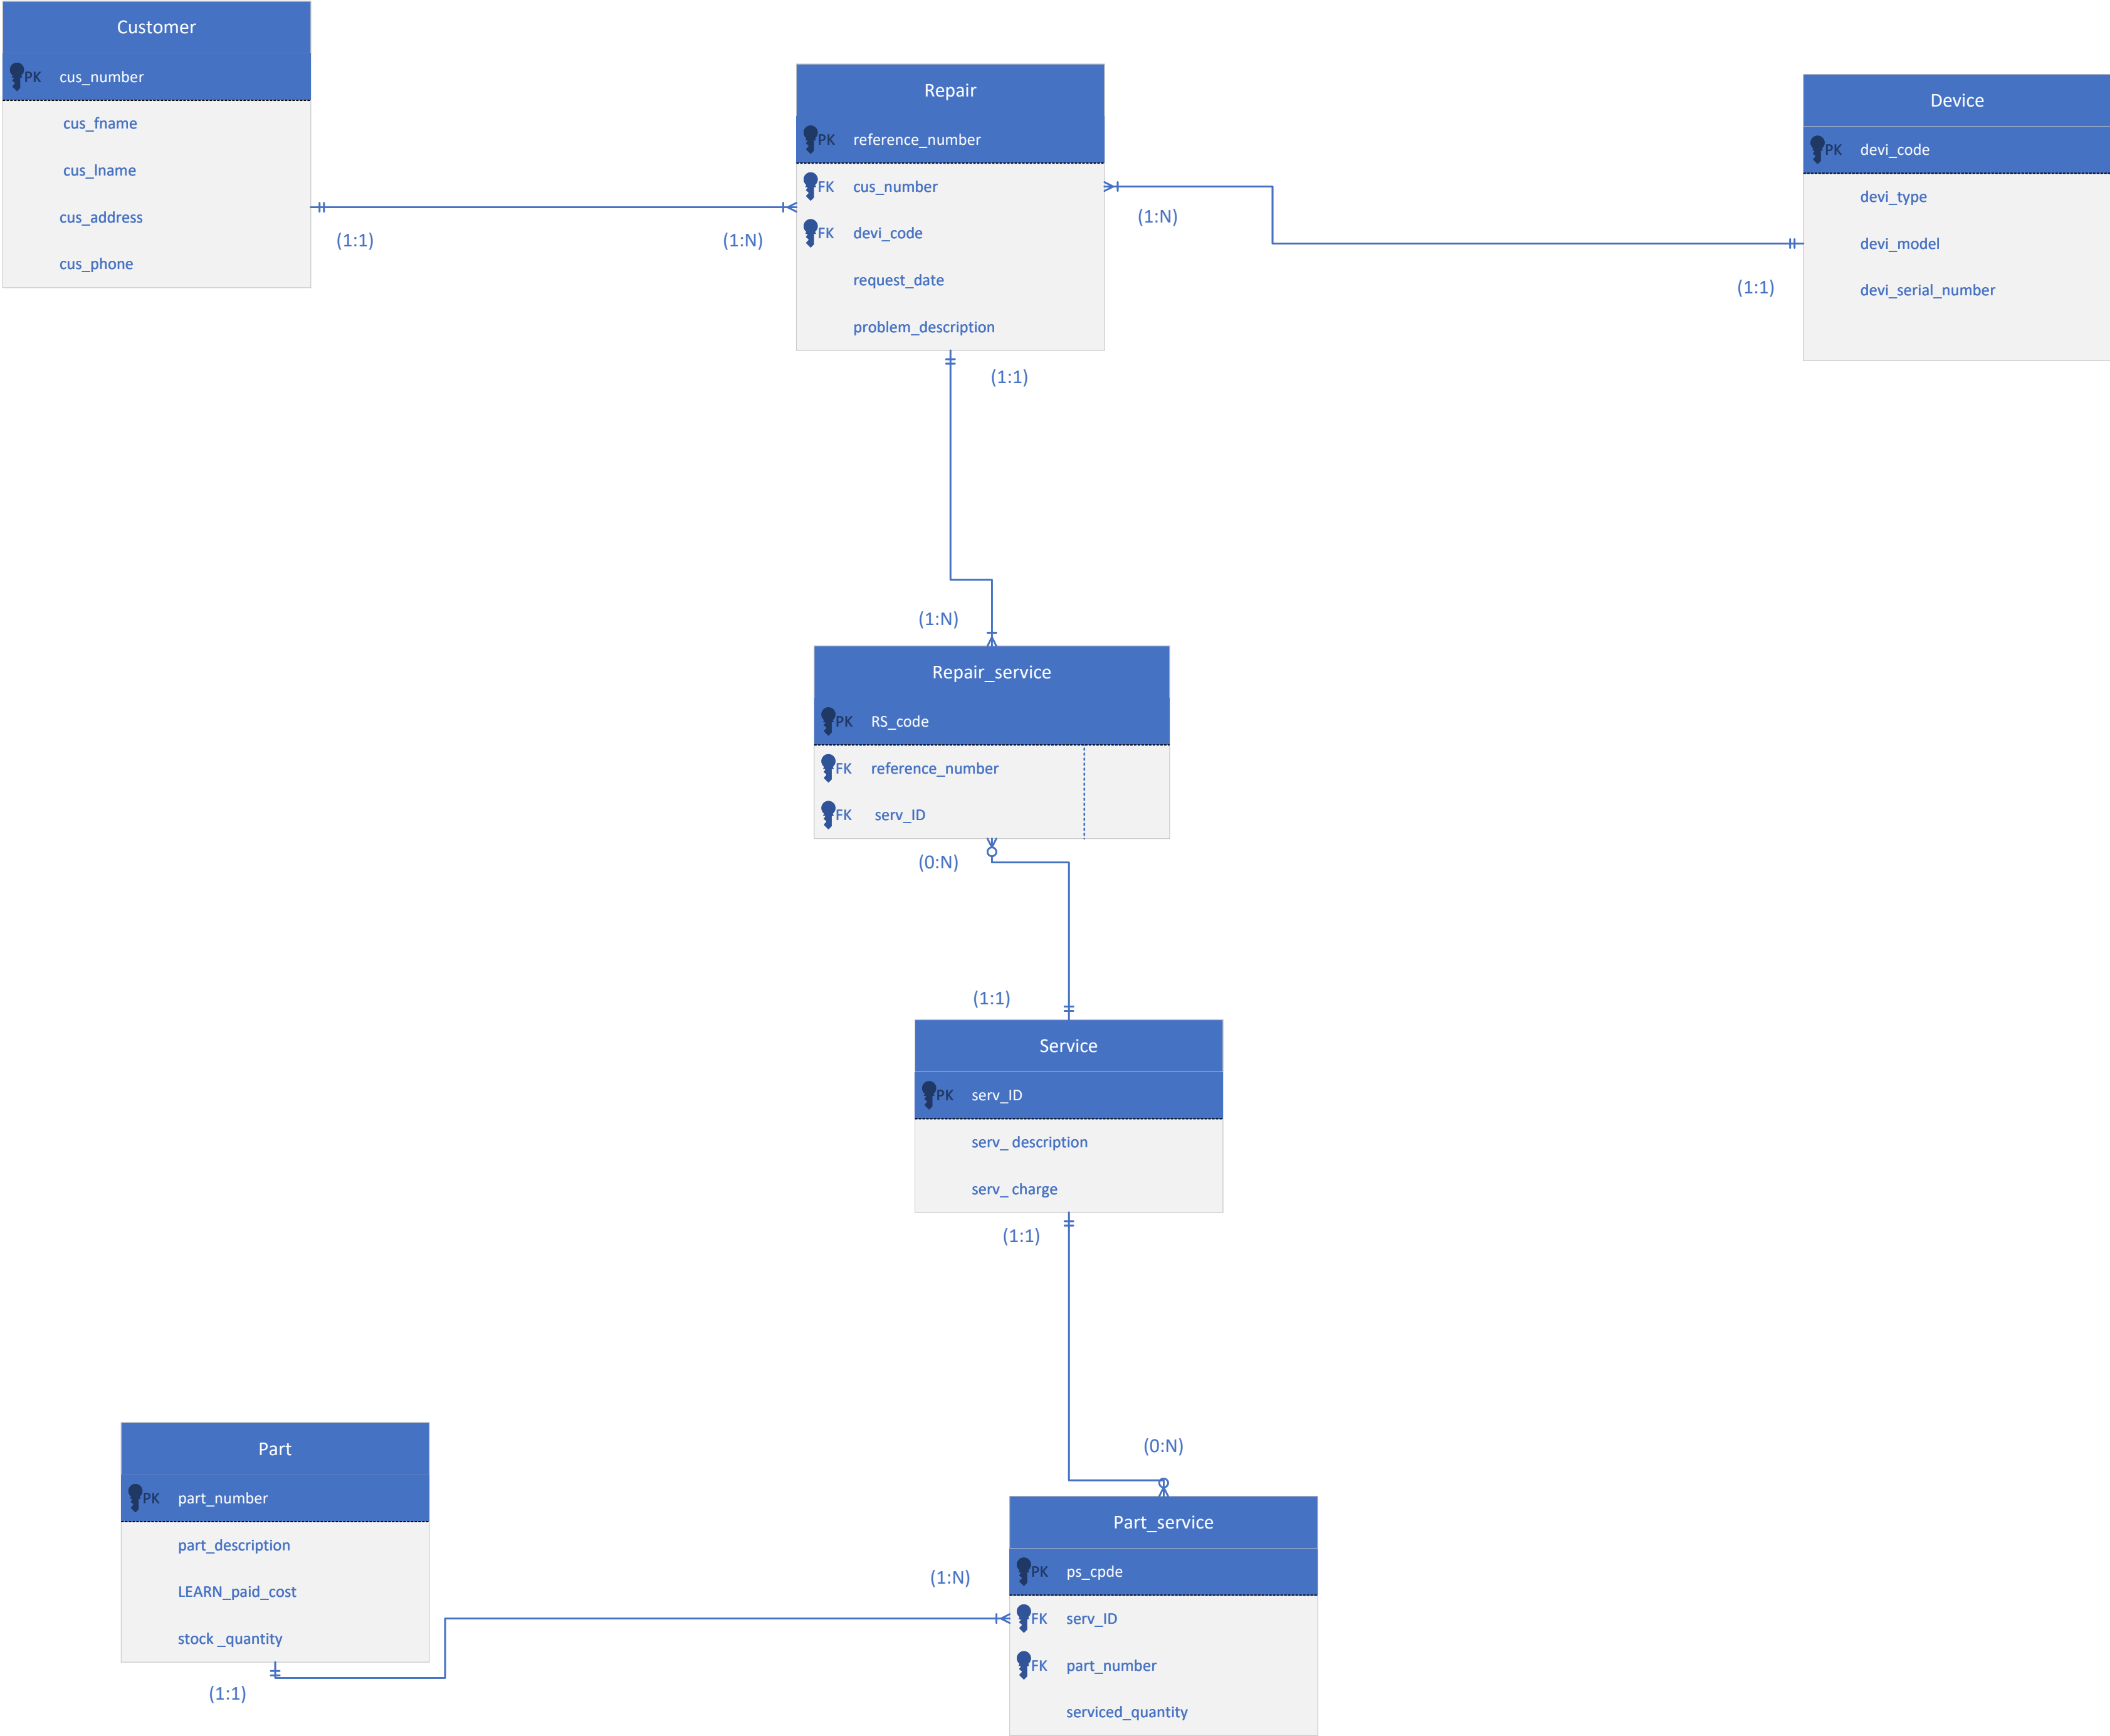 Customer
PK cus_number
cus_fname
cus_lname
cus_address
cus_phone
(1:1)
(1:N)
Repair
PK reference_number
FK cus_number
FK devi_code
request_date
problem_description
(1:N)
(1:1)
Device
PK devi_code
devi_type
devi_model
devi_serial_number
(1:1)
(1:N)
Repair_service
PK RS_code
FK reference_number
FK serv_ID
(0:N)
(1:1)
Service
PK serv_ID
serv_ description
serv_ charge
(1:1)
(0:N)
Part
PK part_number
part_description
LEARN_paid_cost
stock _quantity
(1:1)
(1:N)
Part_service
PK ps_cpde
FK serv_ID
FK part_number
serviced_quantity